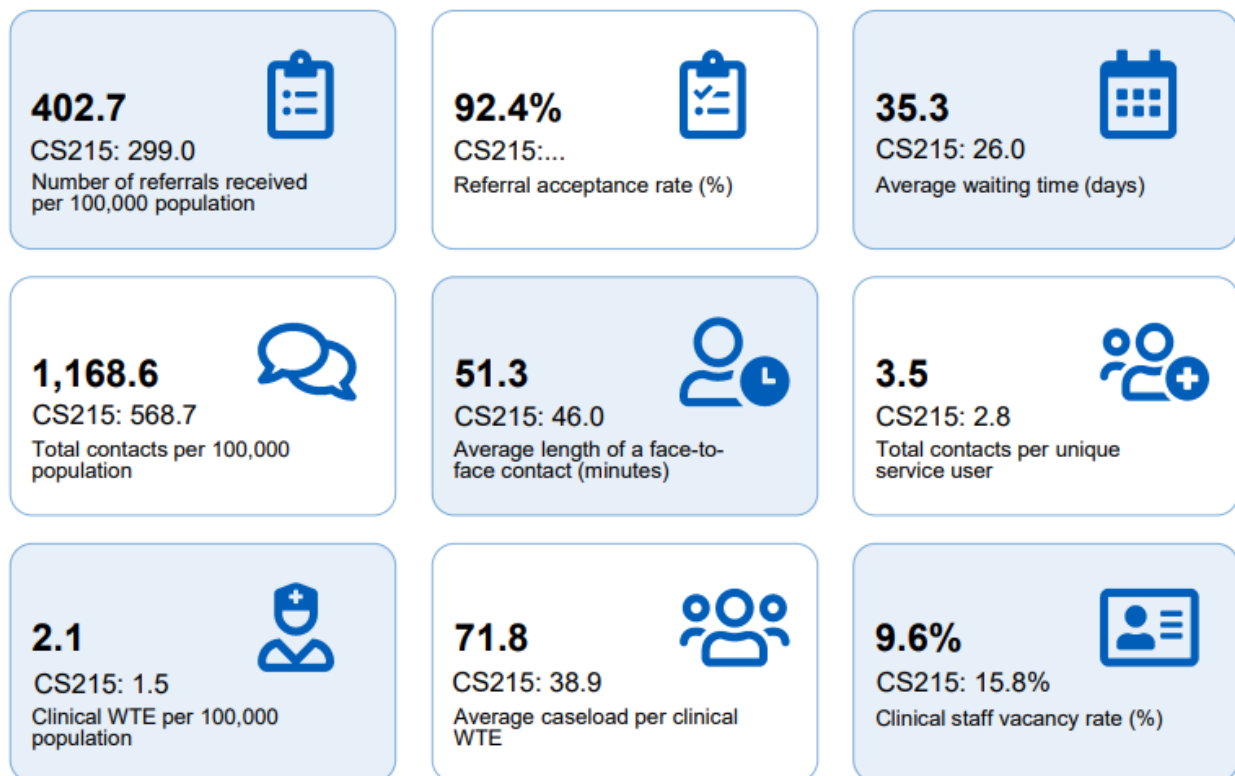 402.7
CS215: 299.0
Number of referrals received
per 100,000 population
92.4%
CS215:...
Referral acceptance rate (%)
35.3
CS215: 26.0
Average waiting time (days)
1,168.6
CS215: 568.7
Total contacts per 100,000
population
51.3
CS215: 46.0
Average length of a face-to-
face contact (minutes)
3.5
CS215: 2.8
Total contacts per unique
service user
2.1
CS215: 1.5
Clinical WTE per 100,000
population
71.8
CS215: 38.9
Average caseload per clinical
WTE
9.6%
CS215: 15.8%
Clinical staff vacancy rate (%)